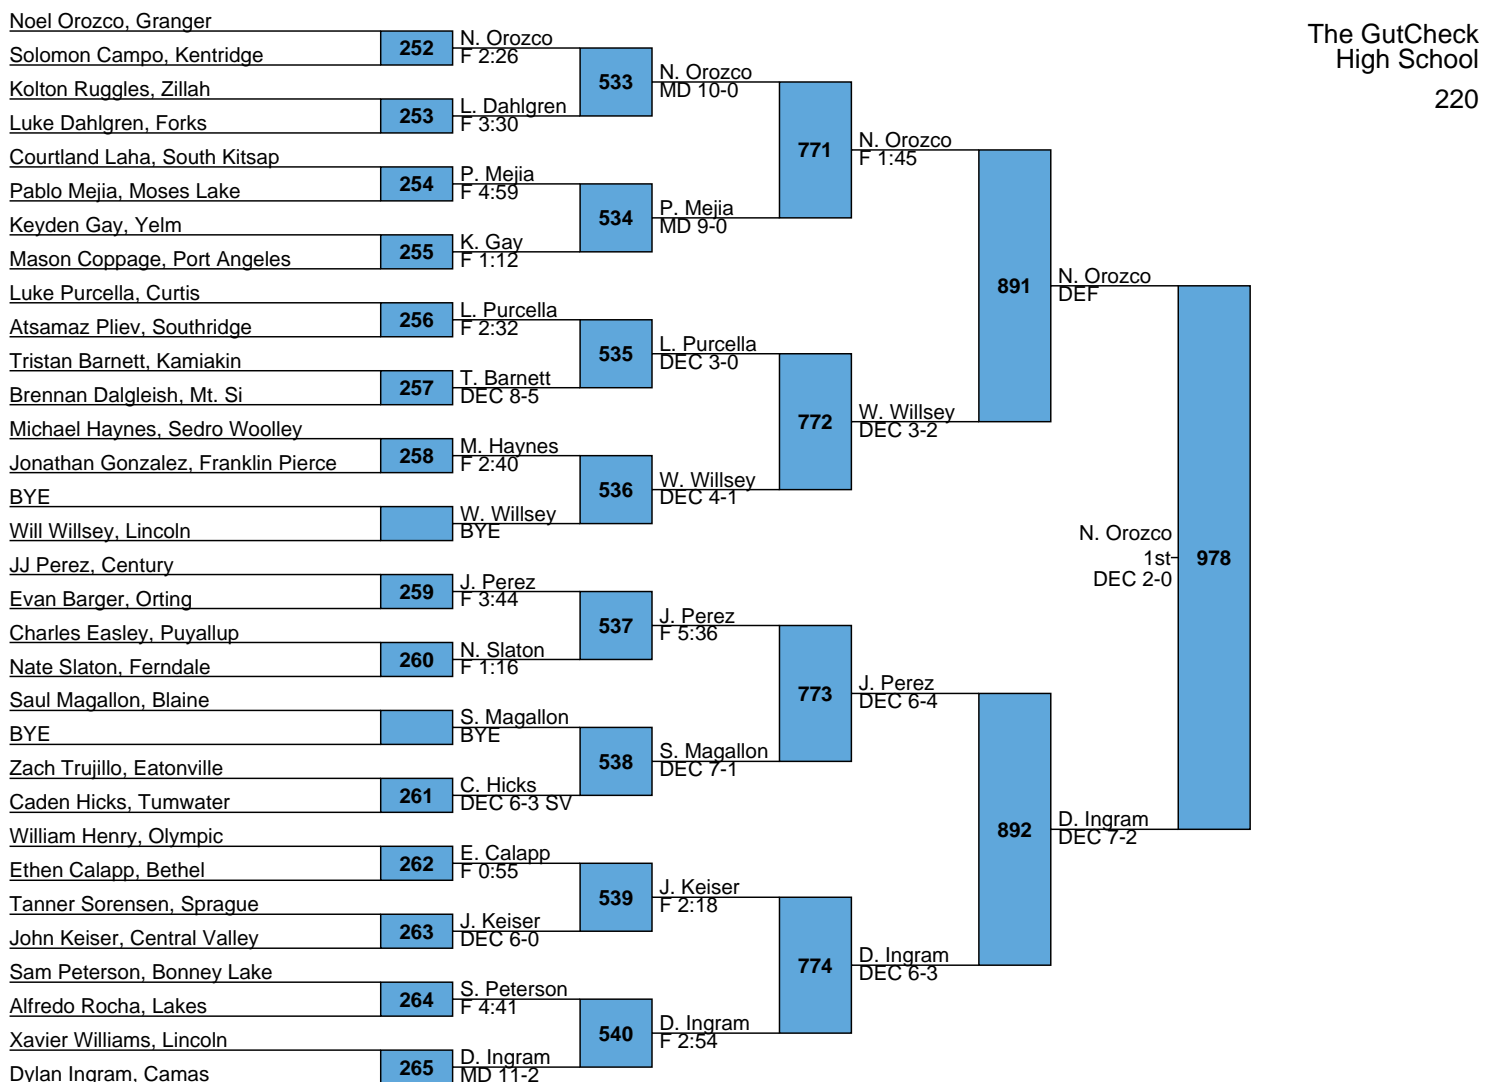 The GutCheck
High School
220
Noel Orozco, Granger
Solomon Campo, Kentridge
Kolton Ruggles, Zillah
Luke Dahlgren, Forks
Courtland Laha, South Kitsap
Pablo Mejia, Moses Lake
Keyden Gay, Yelm
Mason Coppage, Port Angeles
Luke Purcella, Curtis
Atsamaz Pliev, Southridge
Tristan Barnett, Kamiakin
Brennan Dalgleish, Mt. Si
Michael Haynes, Sedro Woolley
Jonathan Gonzalez, Franklin Pierce
BYE
Will Willsey, Lincoln
JJ Perez, Century
Evan Barger, Orting
Charles Easley, Puyallup
Nate Slaton, Ferndale
Saul Magallon, Blaine
BYE
Zach Trujillo, Eatonville
Caden Hicks, Tumwater
William Henry, Olympic
Ethen Calapp, Bethel
Tanner Sorensen, Sprague
John Keiser, Central Valley
Sam Peterson, Bonney Lake
Alfredo Rocha, Lakes
Xavier Williams, Lincoln
Dylan Ingram, Camas
252
253
254
255
256
257
258
259
260
261
262
263
264
265
N. Orozco
F 2:26
L. Dahlgren
F 3:30
P. Mejia
F 4:59
K. Gay
F 1:12
L. Purcella
F 2:32
T. Barnett
DEC 8-5
M. Haynes
F 2:40
W. Willsey
BYE
J. Perez
F 3:44
N. Slaton
F 1:16
S. Magallon
BYE
C. Hicks
DEC 6-3 SV
E. Calapp
F 0:55
J. Keiser
DEC 6-0
S. Peterson
F 4:41
D. Ingram
MD 11-2
533
534
535
536
537
538
539
540
N. Orozco
MD 10-0
P. Mejia
MD 9-0
L. Purcella
DEC 3-0
W. Willsey
DEC 4-1
J. Perez
F 5:36
S. Magallon
DEC 7-1
J. Keiser
F 2:18
D. Ingram
F 2:54
771
772
773
774
N. Orozco
F 1:45
W. Willsey
DEC 3-2
J. Perez
DEC 6-4
D. Ingram
DEC 6-3
891
892
N. Orozco
DEF
D. Ingram
DEC 7-2
N. Orozco
1st
DEC 2-0
978